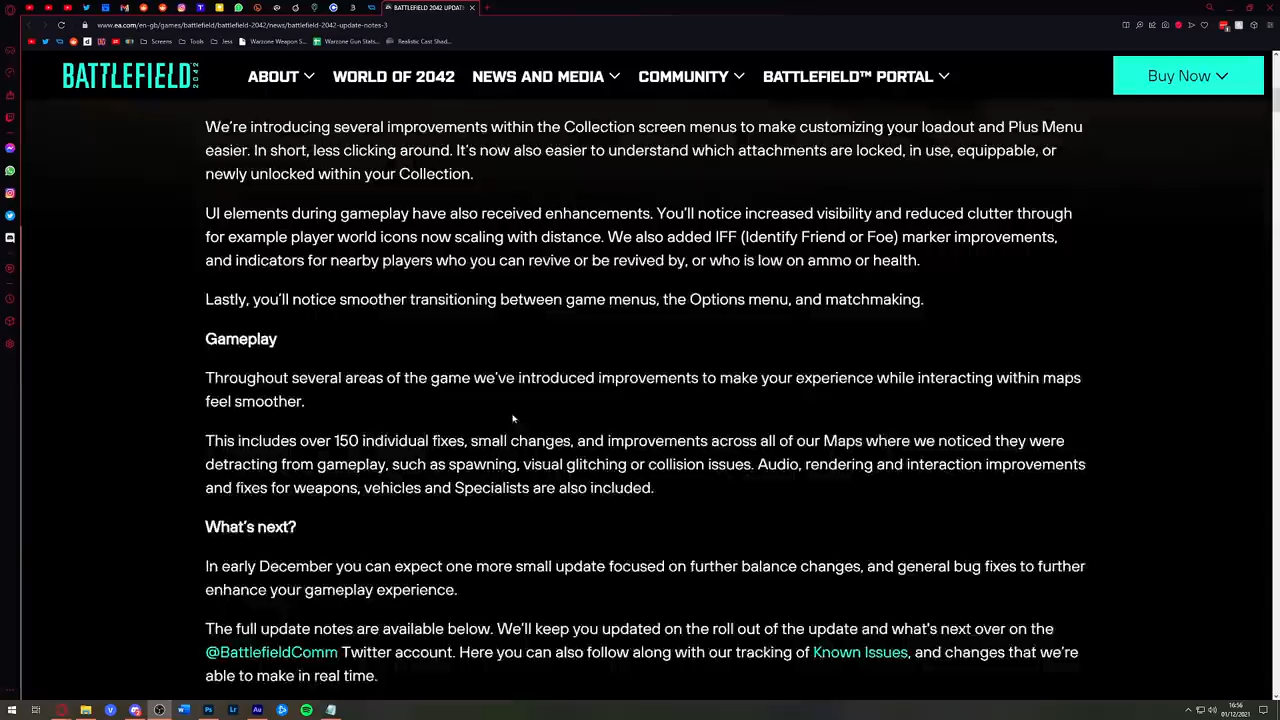 BATTLEFIELD 2042 UPDAT
www.ea.com/en-gb/games/battlefield/battlefield-2042/news/battlefield-2042-update-notes-3
Screens Tools Jess Warzone Weapon S... Warzone Gun Stats... Realistic Cast Shad...
BATTLEFIELD 2042 ABOUT WORLD OF 2042 NEWS AND MEDIA COMMUNITY BATTLEFIELD™ PORTAL Buy Now
We're introducing several improvements within the Collection screen menus to make customizing your loadout and Plus Menu
easier. In short, less clicking around. It's now also easier to understand which attachments are locked, in use, equippable, or
newly unlocked within your Collection.
UI elements during gameplay have also received enhancements. You'll notice increased visibility and reduced clutter through
for example player world icons now scaling with distance. We also added IFF (Identify Friend or Foe) marker improvements,
and indicators for nearby players who you can revive or be revived by, or who is low on ammo or health.
Lastly, you'll notice smoother transitioning between game menus, the Options menu, and matchmaking.
Gameplay
Throughout several areas of the game we've introduced improvements to make your experience while interacting within maps
feel smoother.
This includes over 150 individual fixes, small changes, and improvements across all of our Maps where we noticed they were
detracting from gameplay, such as spawning, visual glitching or collision issues. Audio, rendering and interaction improvements
and fixes for weapons, vehicles and Specialists are also included.
What's next?
In early December you can expect one more small update focused on further balance changes, and general bug fixes to further
enhance your gameplay experience.
The full update notes are available below. We'll keep you updated on the roll out of the update and what's next over on the
@BattlefieldComm Twitter account. Here you can also follow along with our tracking of Known Issues, and changes that we're
able to make in real time.
16:56
01/12/2021